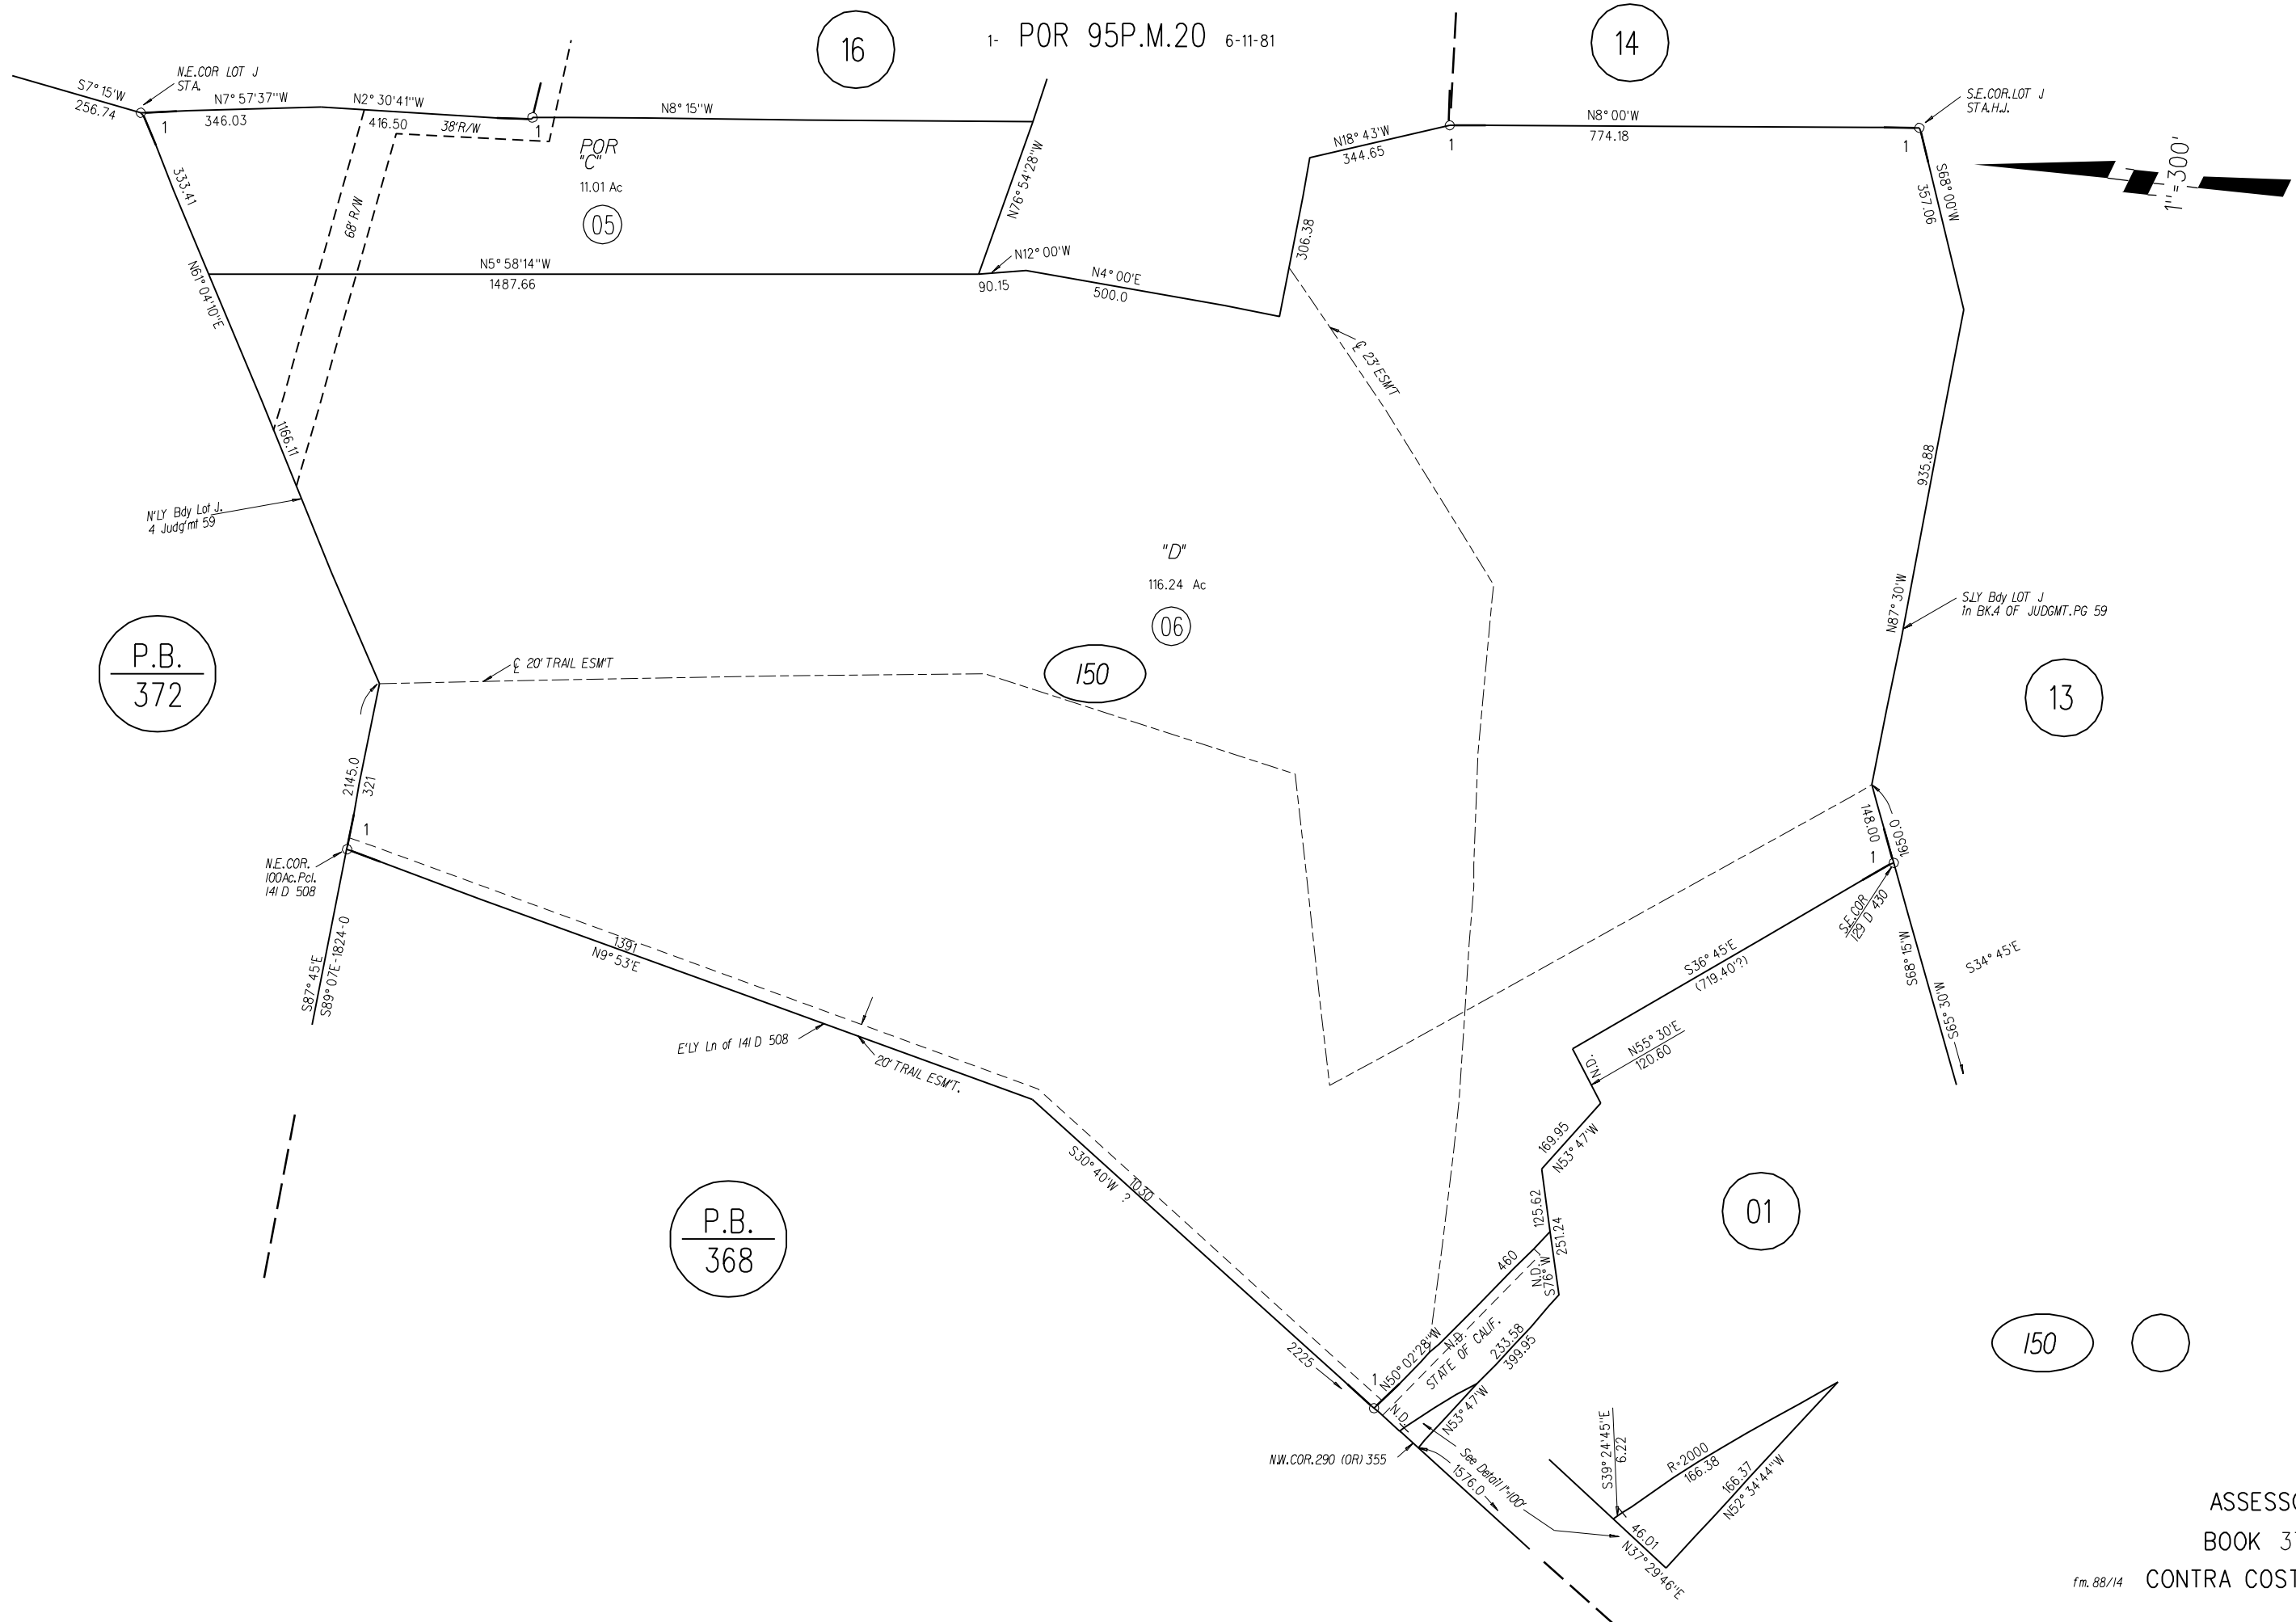 16
1- POR 95P.M.20 6-11-81
14
S7°15'W
256.74
N.E.COR LOT J
STA.
1
N7°57'37"W
346.03
N2°30'41"W
416.50
38'R/W
1
N8°15"W
POR
"C"
11.01 Ac
05
68' R/W
333.41
N61°04'10"E
1166.11
N5°58'14"W
1487.66
N76°54'28"W
N12°00'W
90.15
N4°00'E
500.0
306.38
N18°43'W
344.65
1
N8°00'W
774.18
1
S.E.COR.LOT J
STA.H.J.
S68°00'W
357.06
1"=300'
₵ 23' ESM'T
935.88
N87°30'W
S.LY Bdy LOT J
In BK.4 OF JUDGMT.PG 59
N'LY Bdy Lot J.
4 Judg'mt 59
"D"
116.24 Ac
06
150
P.B.
372
₵ 20' TRAIL ESM'T
13
2145.0
321
1
N.E.COR.
100Ac.Pcl.
141 D 508
S87°45'E
S89°07E-1824-0
1391
N9°53'E
E'LY Ln of 141 D 508
20' TRAIL ESM'T.
148.00
1650.0
1
S.E.COR
129 D 430
S68°15'W
S65°30'W
S34°45'E
S36°45'E
(719.40'?)
N55°30'E
120.60
N.D.
169.95
N53°47'W
125.62
251.24
S76°W
N.D.
P.B.
368
S30°40'W ?
1030
2225
1
460
N50°02'28"W
N.D.
STATE OF CALIF.
233.58
399.95
N53°47'W
N.D.
N.W.COR.290 (OR) 355
See Detail 1"=100'
1576.0
01
150
S39°24'45"E
6.22
R=2000
166.38
166.37
N52°34'44"W
46.01
N37°29'46"E
ASSESSO
BOOK 3
fm. 88/14 CONTRA COST